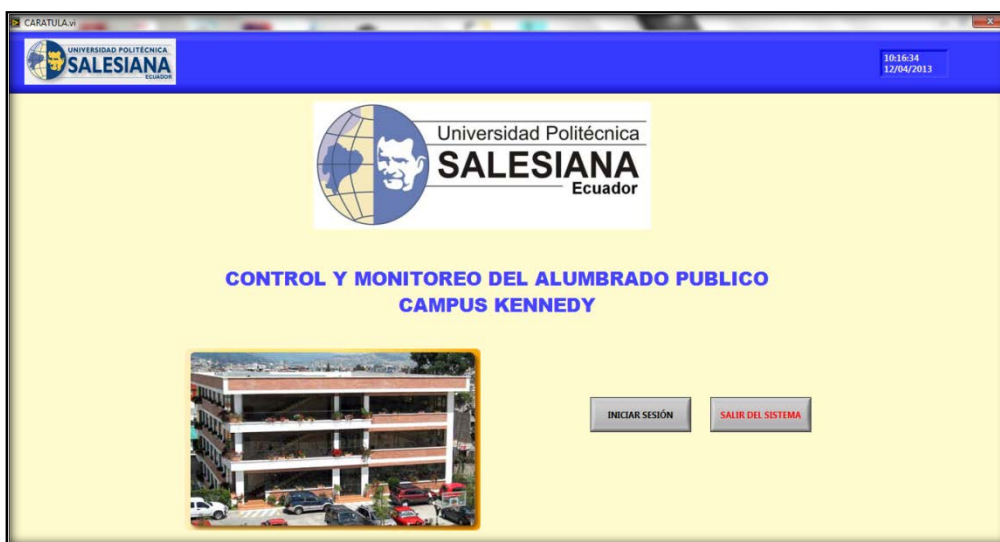 CARATULA.vi
UNIVERSIDAD POLITÉCNICA
SALESIANA
ECUADOR
10:16:34
12/04/2013
Universidad Politécnica
SALESIANA
Ecuador
CONTROL Y MONITOREO DEL ALUMBRADO PUBLICO
CAMPUS KENNEDY
INICIAR SESIÓN
SALIR DEL SISTEMA